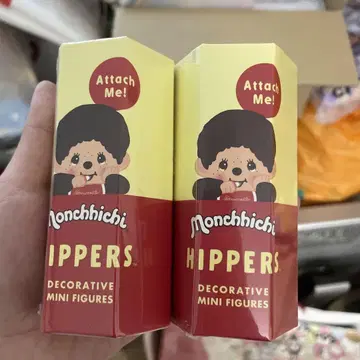 Attach
Me!
Monchhichi
HIPPERS
DECORATIVE
MINI FIGURES
Attach
Me!
Monchhichi
HIPPERS
DECORATIVE
MINI FIGURES